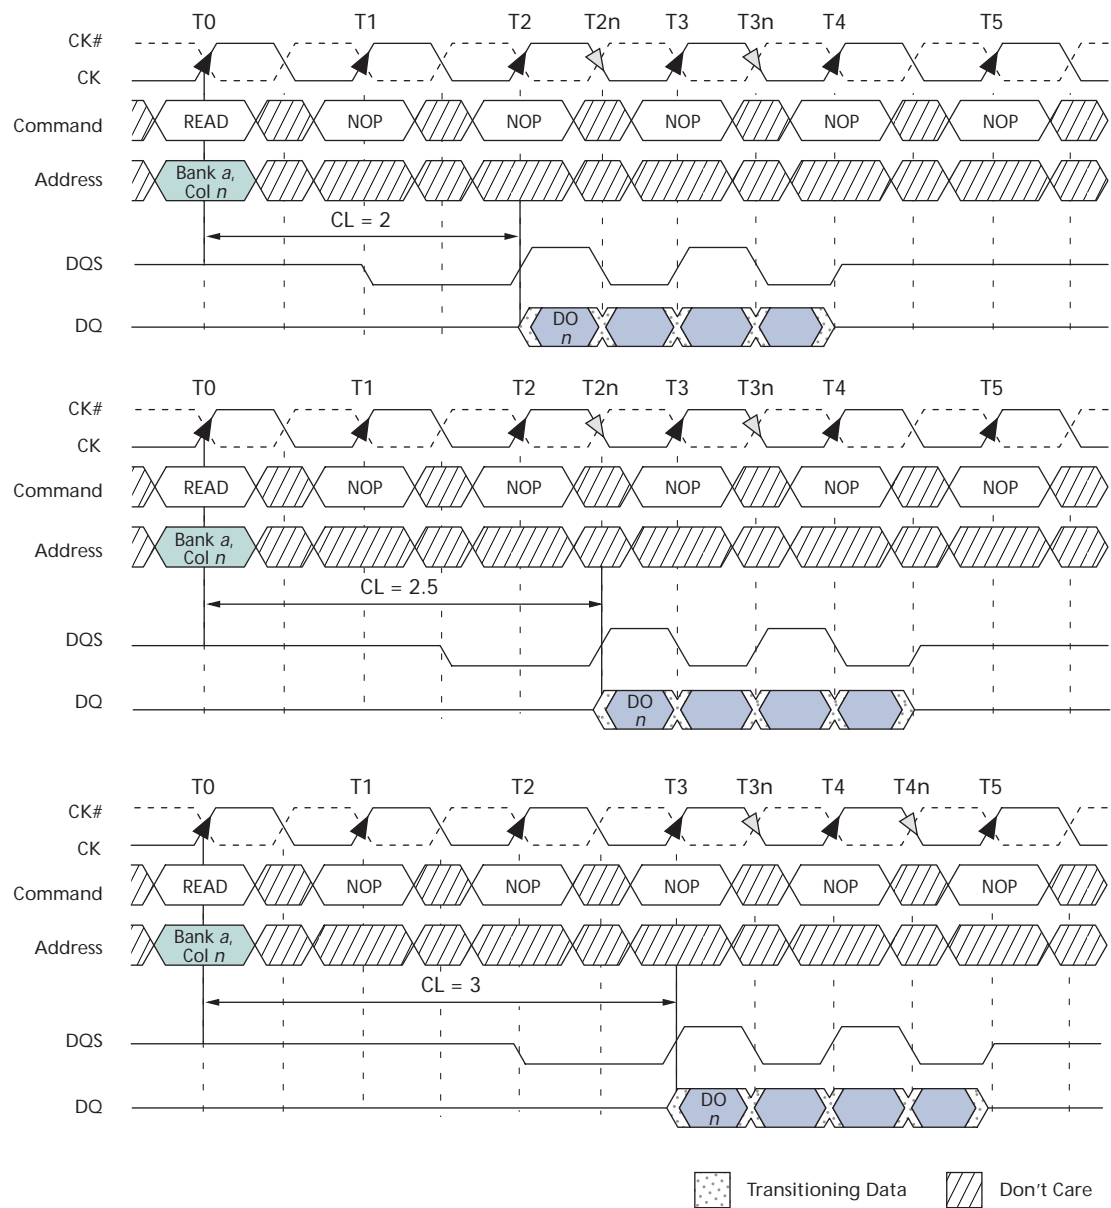 T0 T1 T2 T2n T3 T3n T4 T5
CK#
CK
Command READ NOP NOP NOP NOP NOP
Address Bank a,
Col n
CL = 2
DQS
DQ DO
n
T0 T1 T2 T2n T3 T3n T4 T5
CK#
CK
Command READ NOP NOP NOP NOP NOP
Address Bank a,
Col n
CL = 2.5
DQS
DQ DO
n
T0 T1 T2 T3 T3n T4 T4n T5
CK#
CK
Command READ NOP NOP NOP NOP NOP
Address Bank a,
Col n
CL = 3
DQS
DQ DO
n
Transitioning Data Don't Care